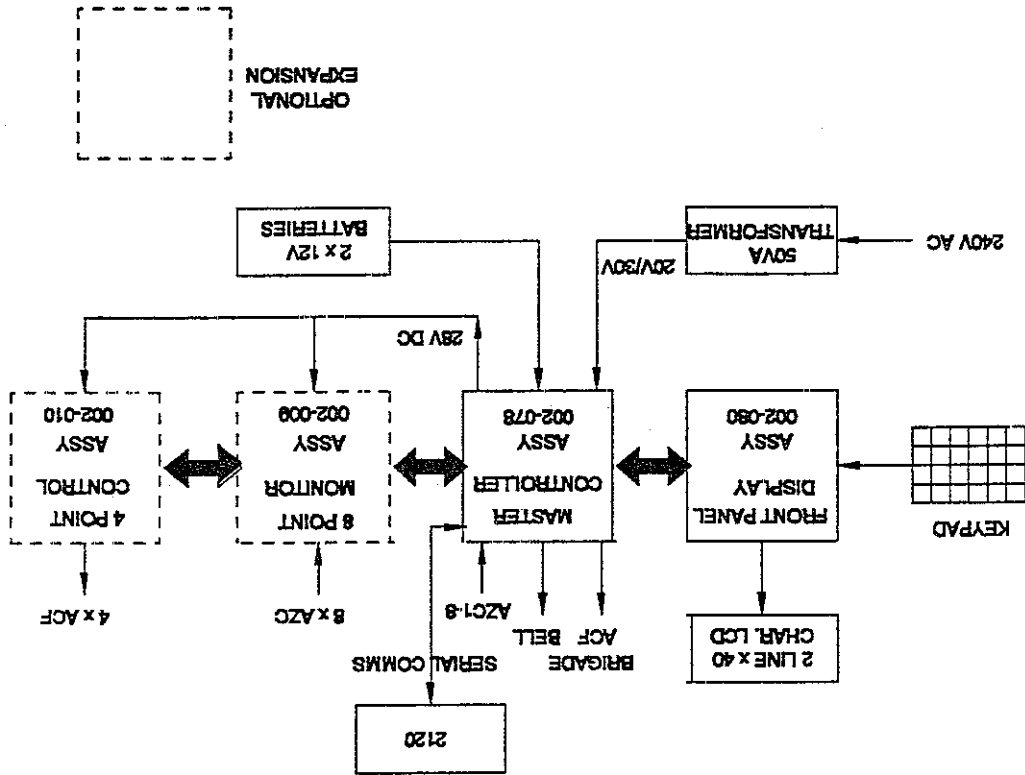 2120
SERIAL COMMS
2 LINE x 40
CHAR. LCD
BRIGADE
ACF
BELL
AZC1-8
8 x AZC
4 x ACF
KEYPAD
FRONT PANEL
DISPLAY
ASSY
002-080
MASTER
CONTROLLER
ASSY
002-078
8 POINT
MONITOR
ASSY
002-009
4 POINT
CONTROL
ASSY
002-010
28V DC
20V/30V
240V AC
50VA
TRANSFORMER
2 x 12V
BATTERIES
OPTIONAL
EXPANSION